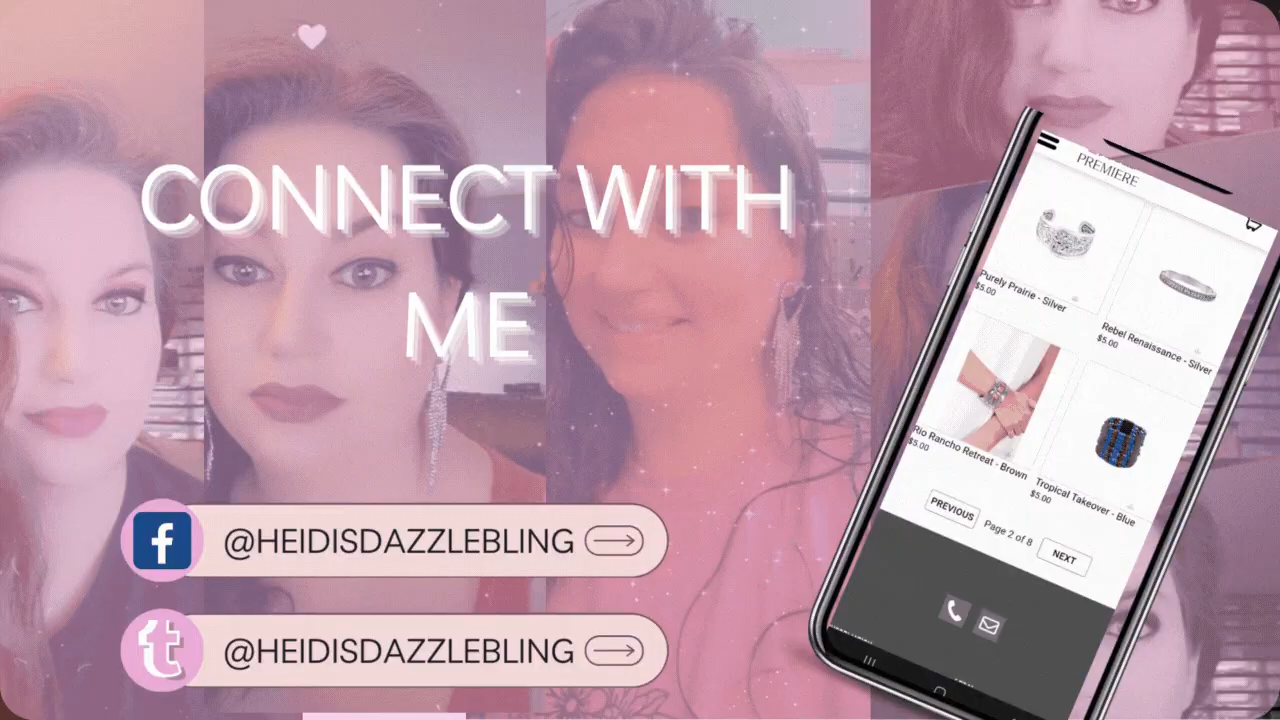 CONNECT WITH
ME
@HEIDISDAZZLEBLING
@HEIDISDAZZLEBLING
PREMIERE
Purely Prairie - Silver
$5.00
Rebel Renaissance - Silver
$5.00
Rio Rancho Retreat - Brown
$5.00
Tropical Takeover - Blue
$5.00
PREVIOUS
Page 2 of 8
NEXT